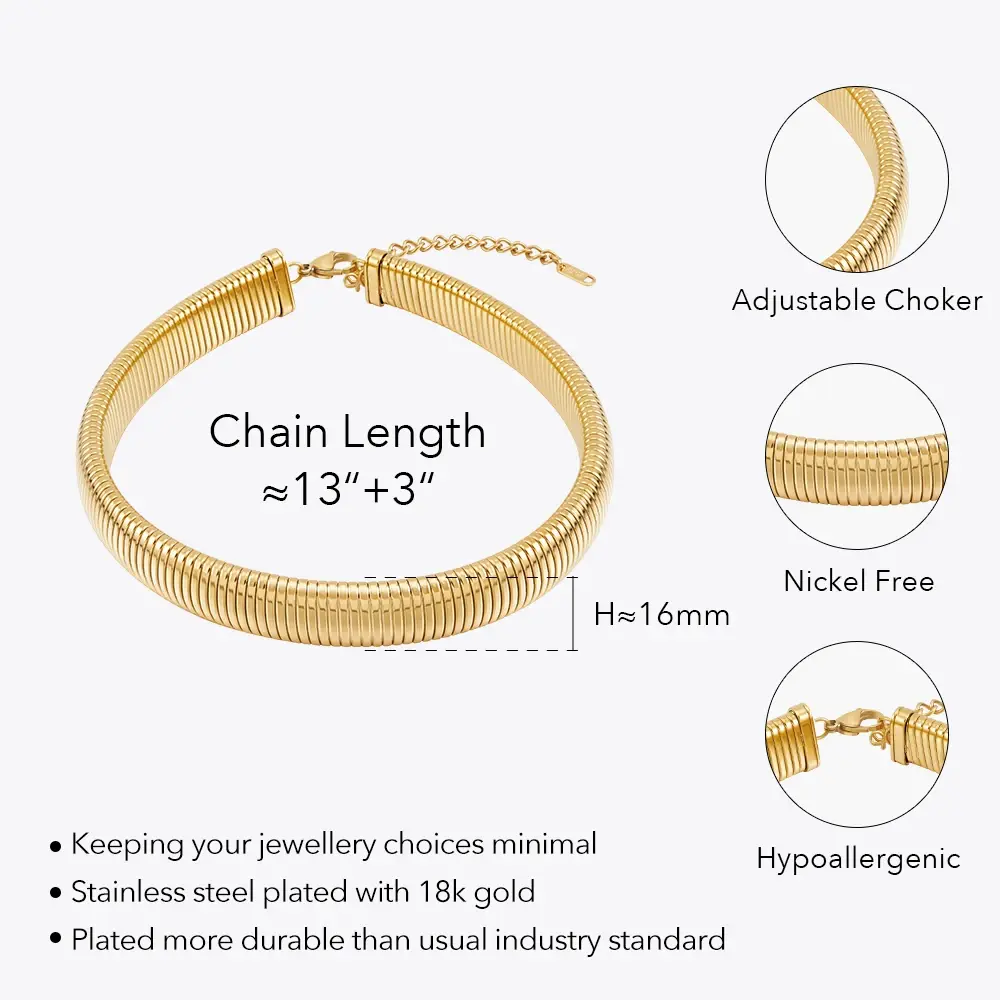 Chain Length
≈13“+3“
H≈16mm
Adjustable Choker
Nickel Free
Hypoallergenic
• Keeping your jewellery choices minimal
• Stainless steel plated with 18k gold
• Plated more durable than usual industry standard